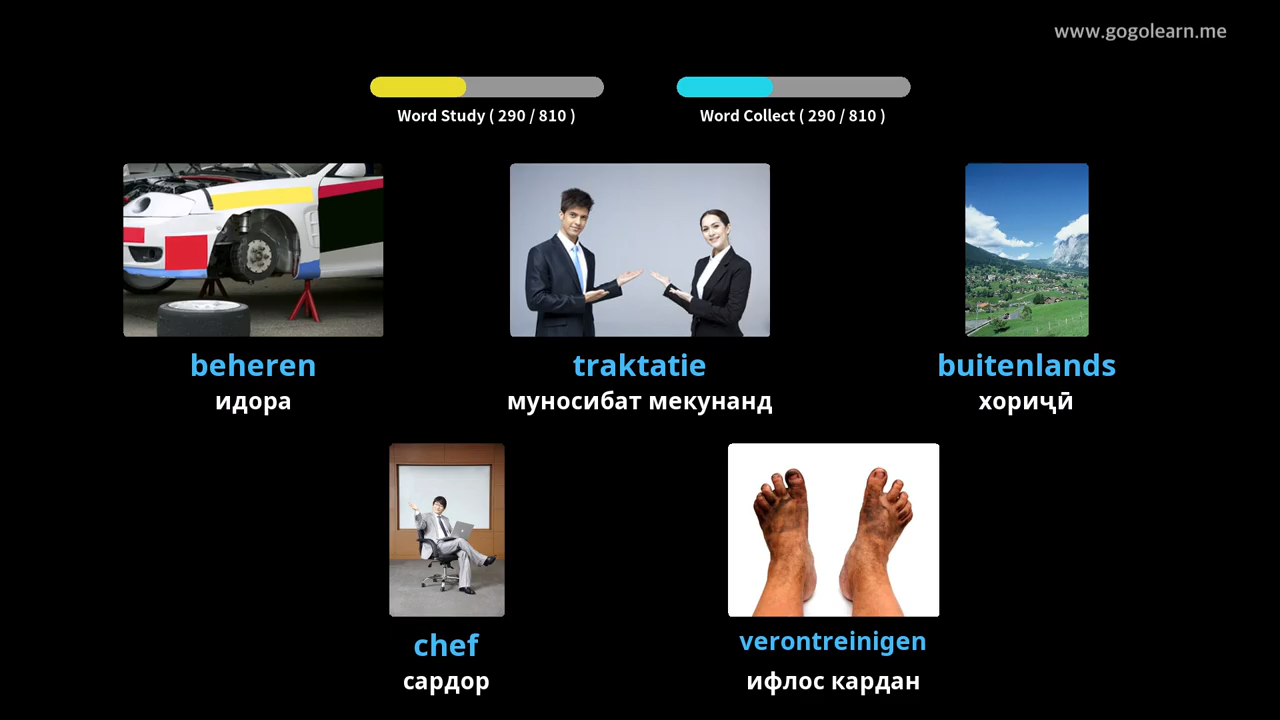 www.gogolearn.me
Word Study ( 290 / 810 )
Word Collect ( 290 / 810 )
beheren
идора
traktatie
муносибат мекунанд
buitenlands
хориҷӣ
chef
сардор
verontreinigen
ифлос кардан